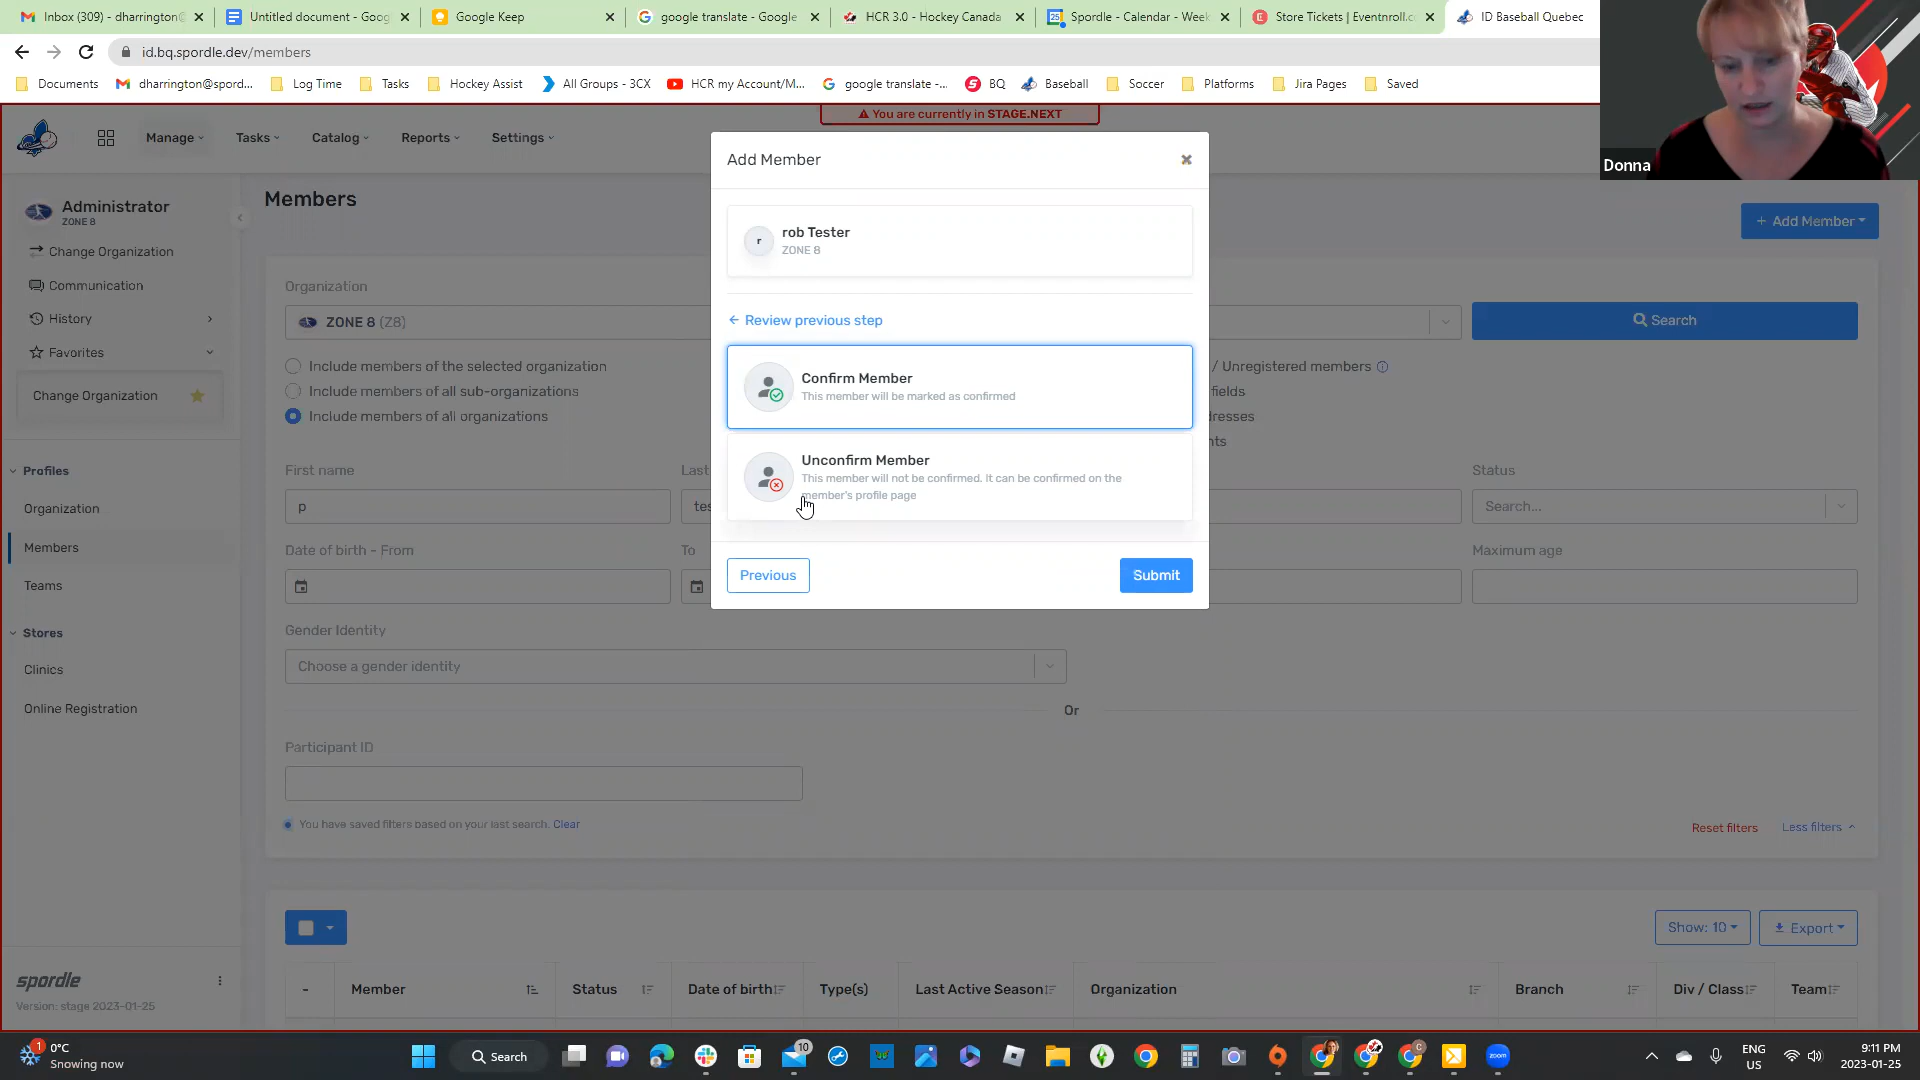 Inbox (309) - dharrington@
Untitled document - Goog
Google Keep
google translate - Google
HCR 3.0 - Hockey Canada
Spordle - Calendar - Week
Store Tickets | Eventnroll.c
ID Baseball Quebec
id.bq.spordle.dev/members
Documents
dharrington@spord...
Log Time
Tasks
Hockey Assist
All Groups - 3CX
HCR my Account/M...
google translate -...
BQ
Baseball
Soccer
Platforms
Jira Pages
Saved
You are currently in STAGE.NEXT
Manage
Tasks
Catalog
Reports
Settings
Donna
Administrator
ZONE 8
Change Organization
Communication
History
Favorites
Change Organization
Profiles
Organization
Members
Teams
Stores
Clinics
Online Registration
spordle
Version: stage 2023-01-25
Members
+ Add Member
Organization
ZONE 8 (Z8)
Search
Include members of the selected organization
/ Unregistered members
Include members of all sub-organizations
fields
Include members of all organizations
resses
nts
First name
Last
Status
p
tes
Search...
Date of birth - From
To
Maximum age
Gender Identity
Choose a gender identity
Or
Participant ID
You have saved filters based on your last search. Clear
Reset filters
Less filters
Add Member
r
rob Tester
ZONE 8
Review previous step
Confirm Member
This member will be marked as confirmed
Unconfirm Member
This member will not be confirmed. It can be confirmed on the
member's profile page
Previous
Submit
Show: 10
Export
-
Member
Status
Date of birth
Type(s)
Last Active Season
Organization
Branch
Div / Class
Team
1
0°C
Snowing now
Search
10
C
zoom
ENG
US
9:11 PM
2023-01-25